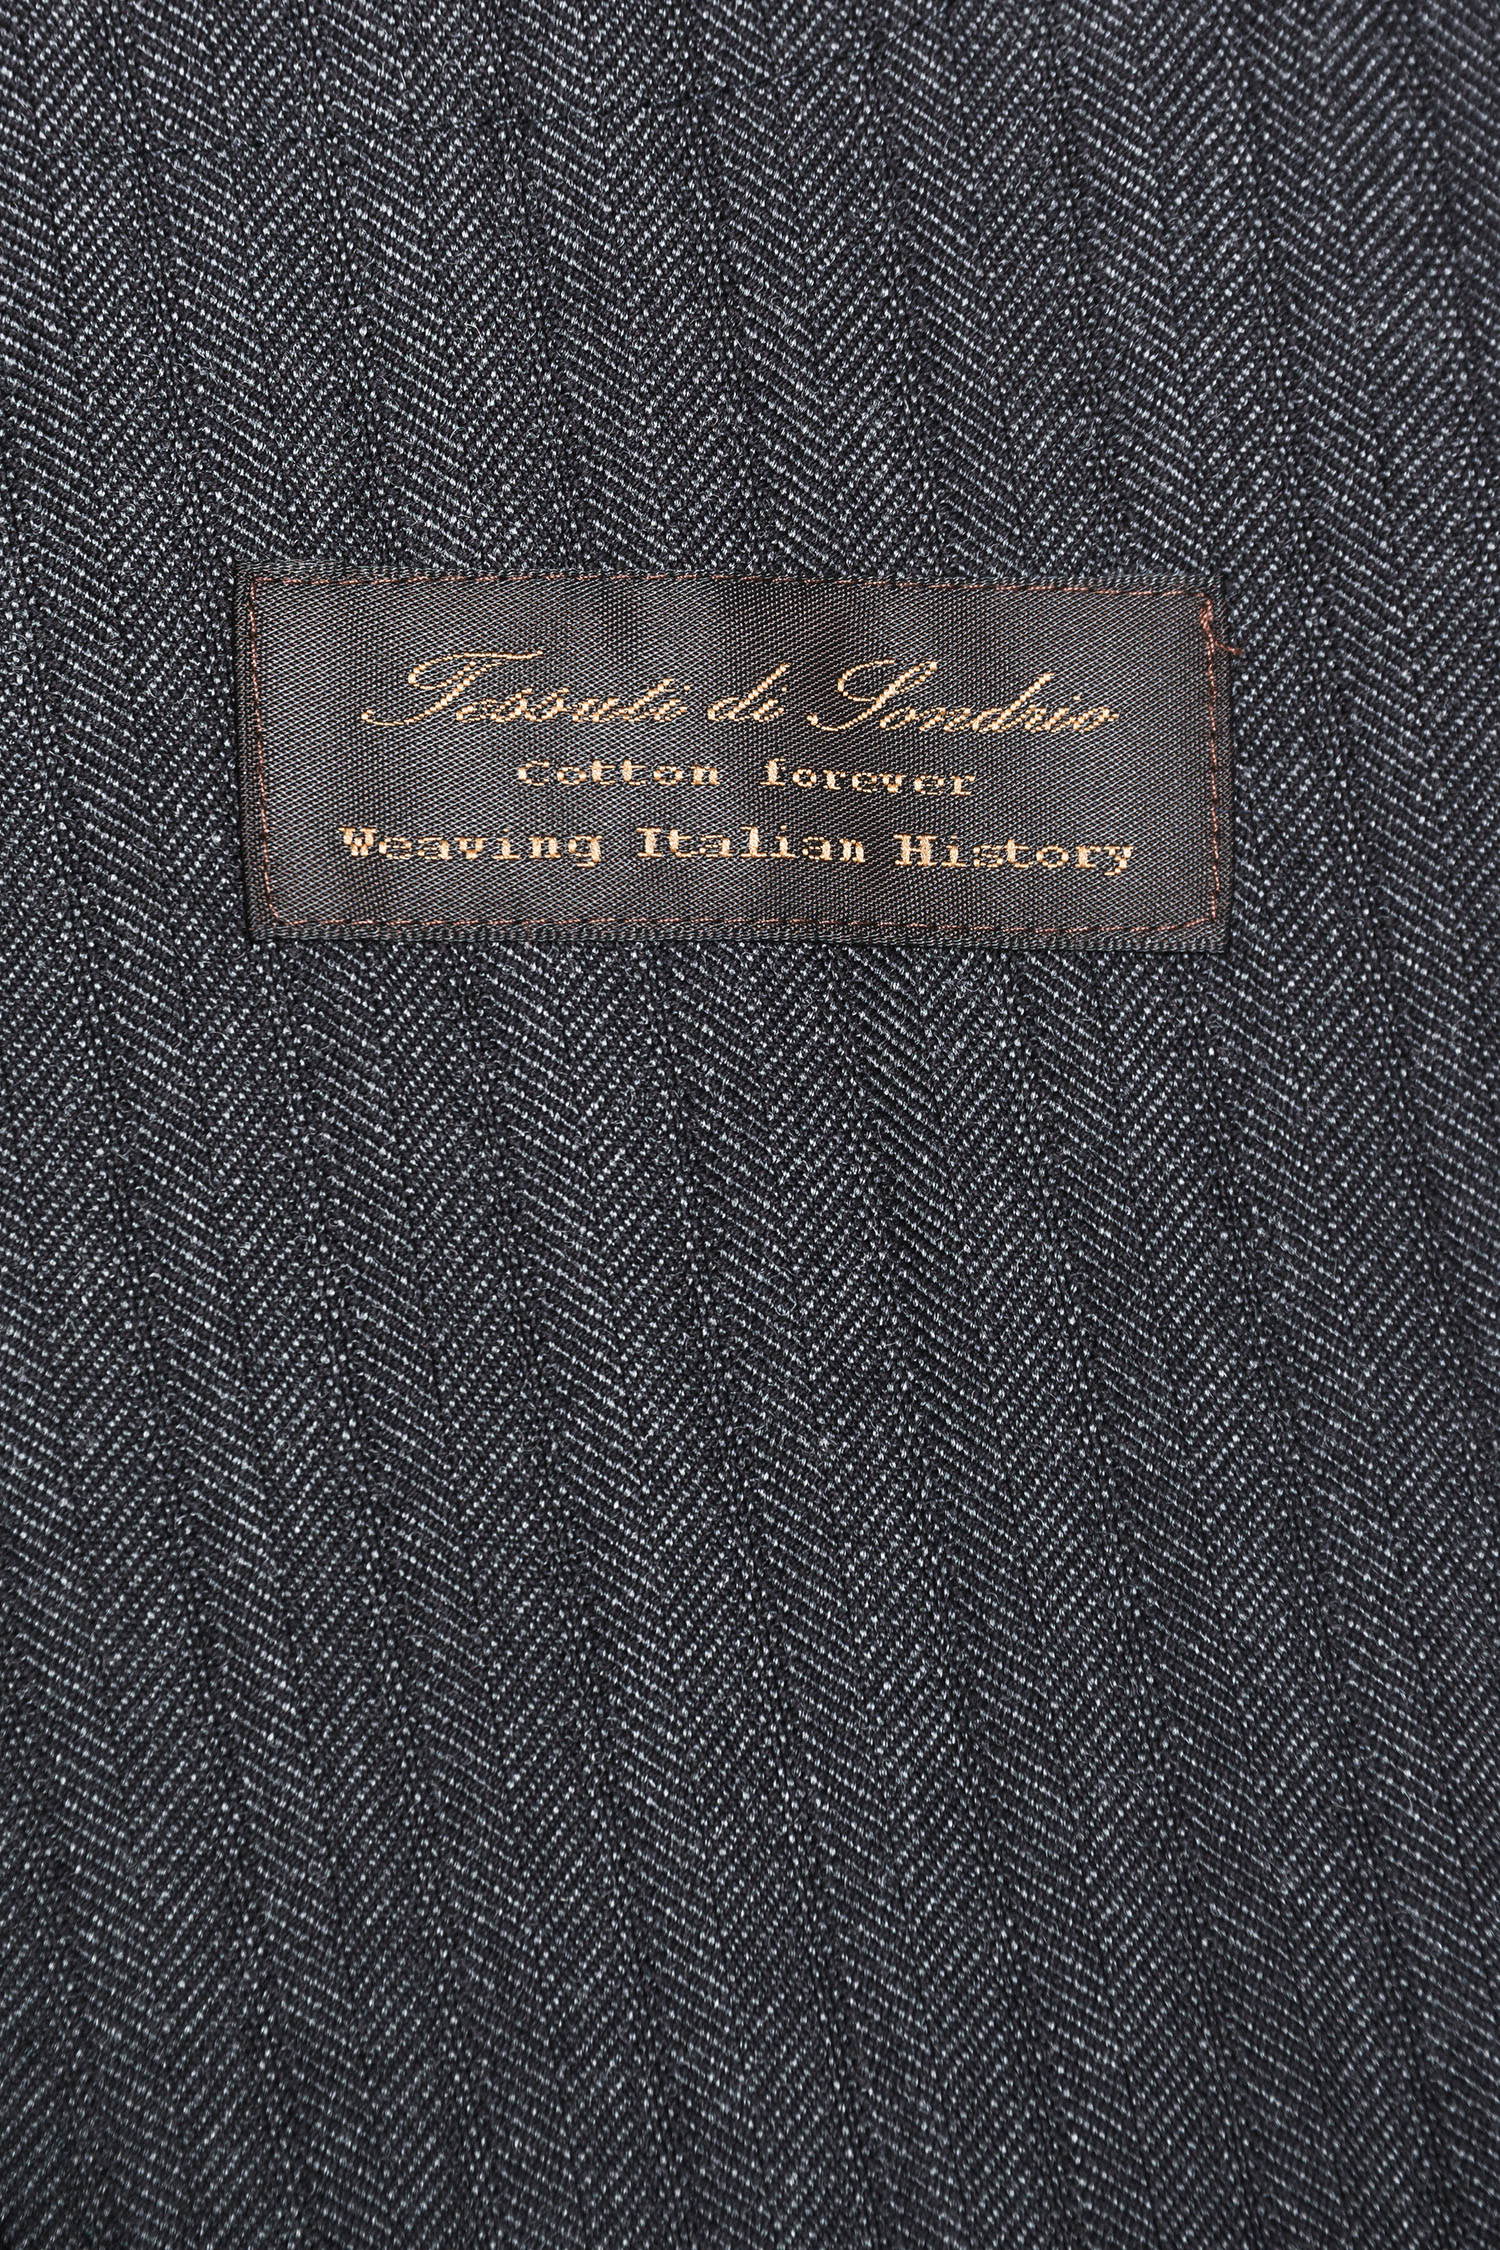 Tessuti di Sondrio
Cotton forever
Weaving Italian History